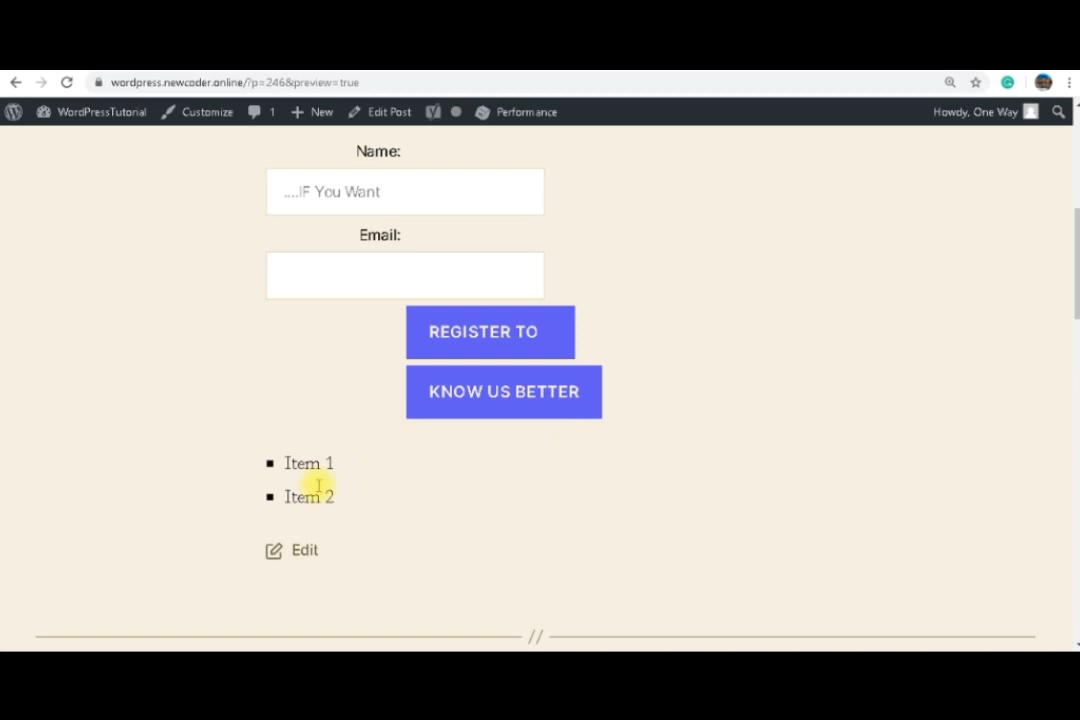 wordpress.newcoder.online/?p=246&preview=true
WordPressTutorial Customize 1 New Edit Post Performance Howdy, One Way
Name:
....IF You Want
Email:
REGISTER TO
KNOW US BETTER
Item 1
Item 2
Edit
//